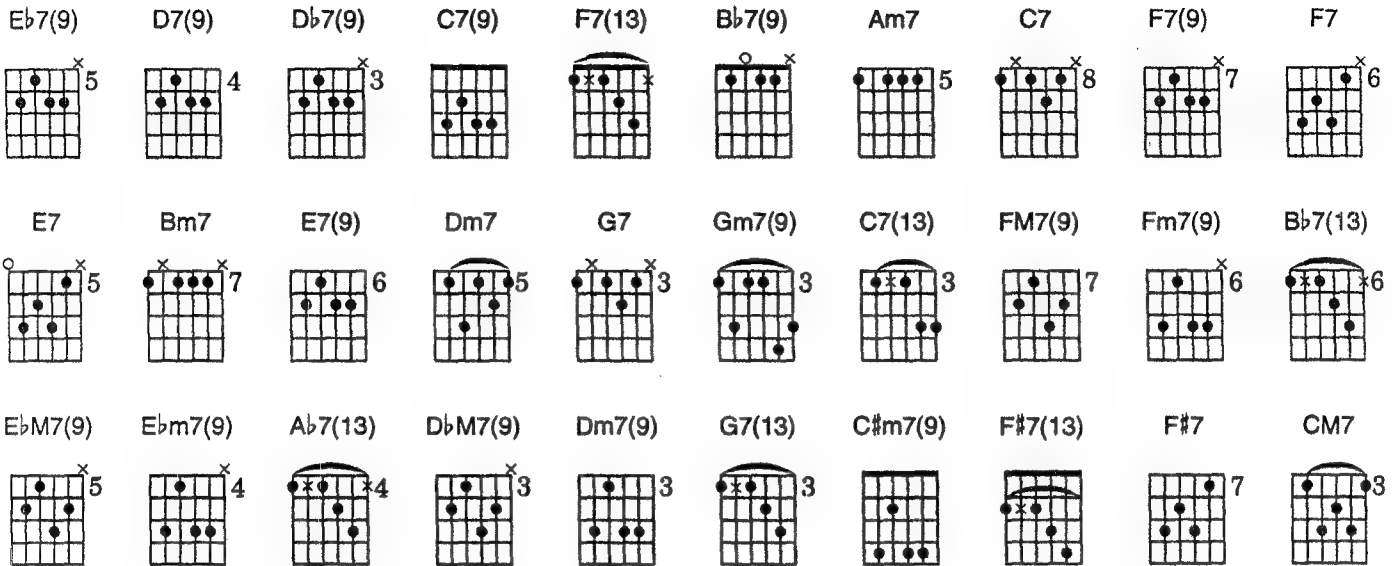 E♭7(9) D7(9) D♭7(9) C7(9) F7(13) B♭7(9) Am7 C7 F7(9) F7
5 4 3 5 8 7 6
E7 Bm7 E7(9) Dm7 G7 Gm7(9) C7(13) FM7(9) Fm7(9) B♭7(13)
5 7 6 5 3 3 3 7 6 6
E♭M7(9) E♭m7(9) A♭7(13) D♭M7(9) Dm7(9) G7(13) C#m7(9) F#7(13) F#7 CM7
5 4 4 3 3 3 7 3